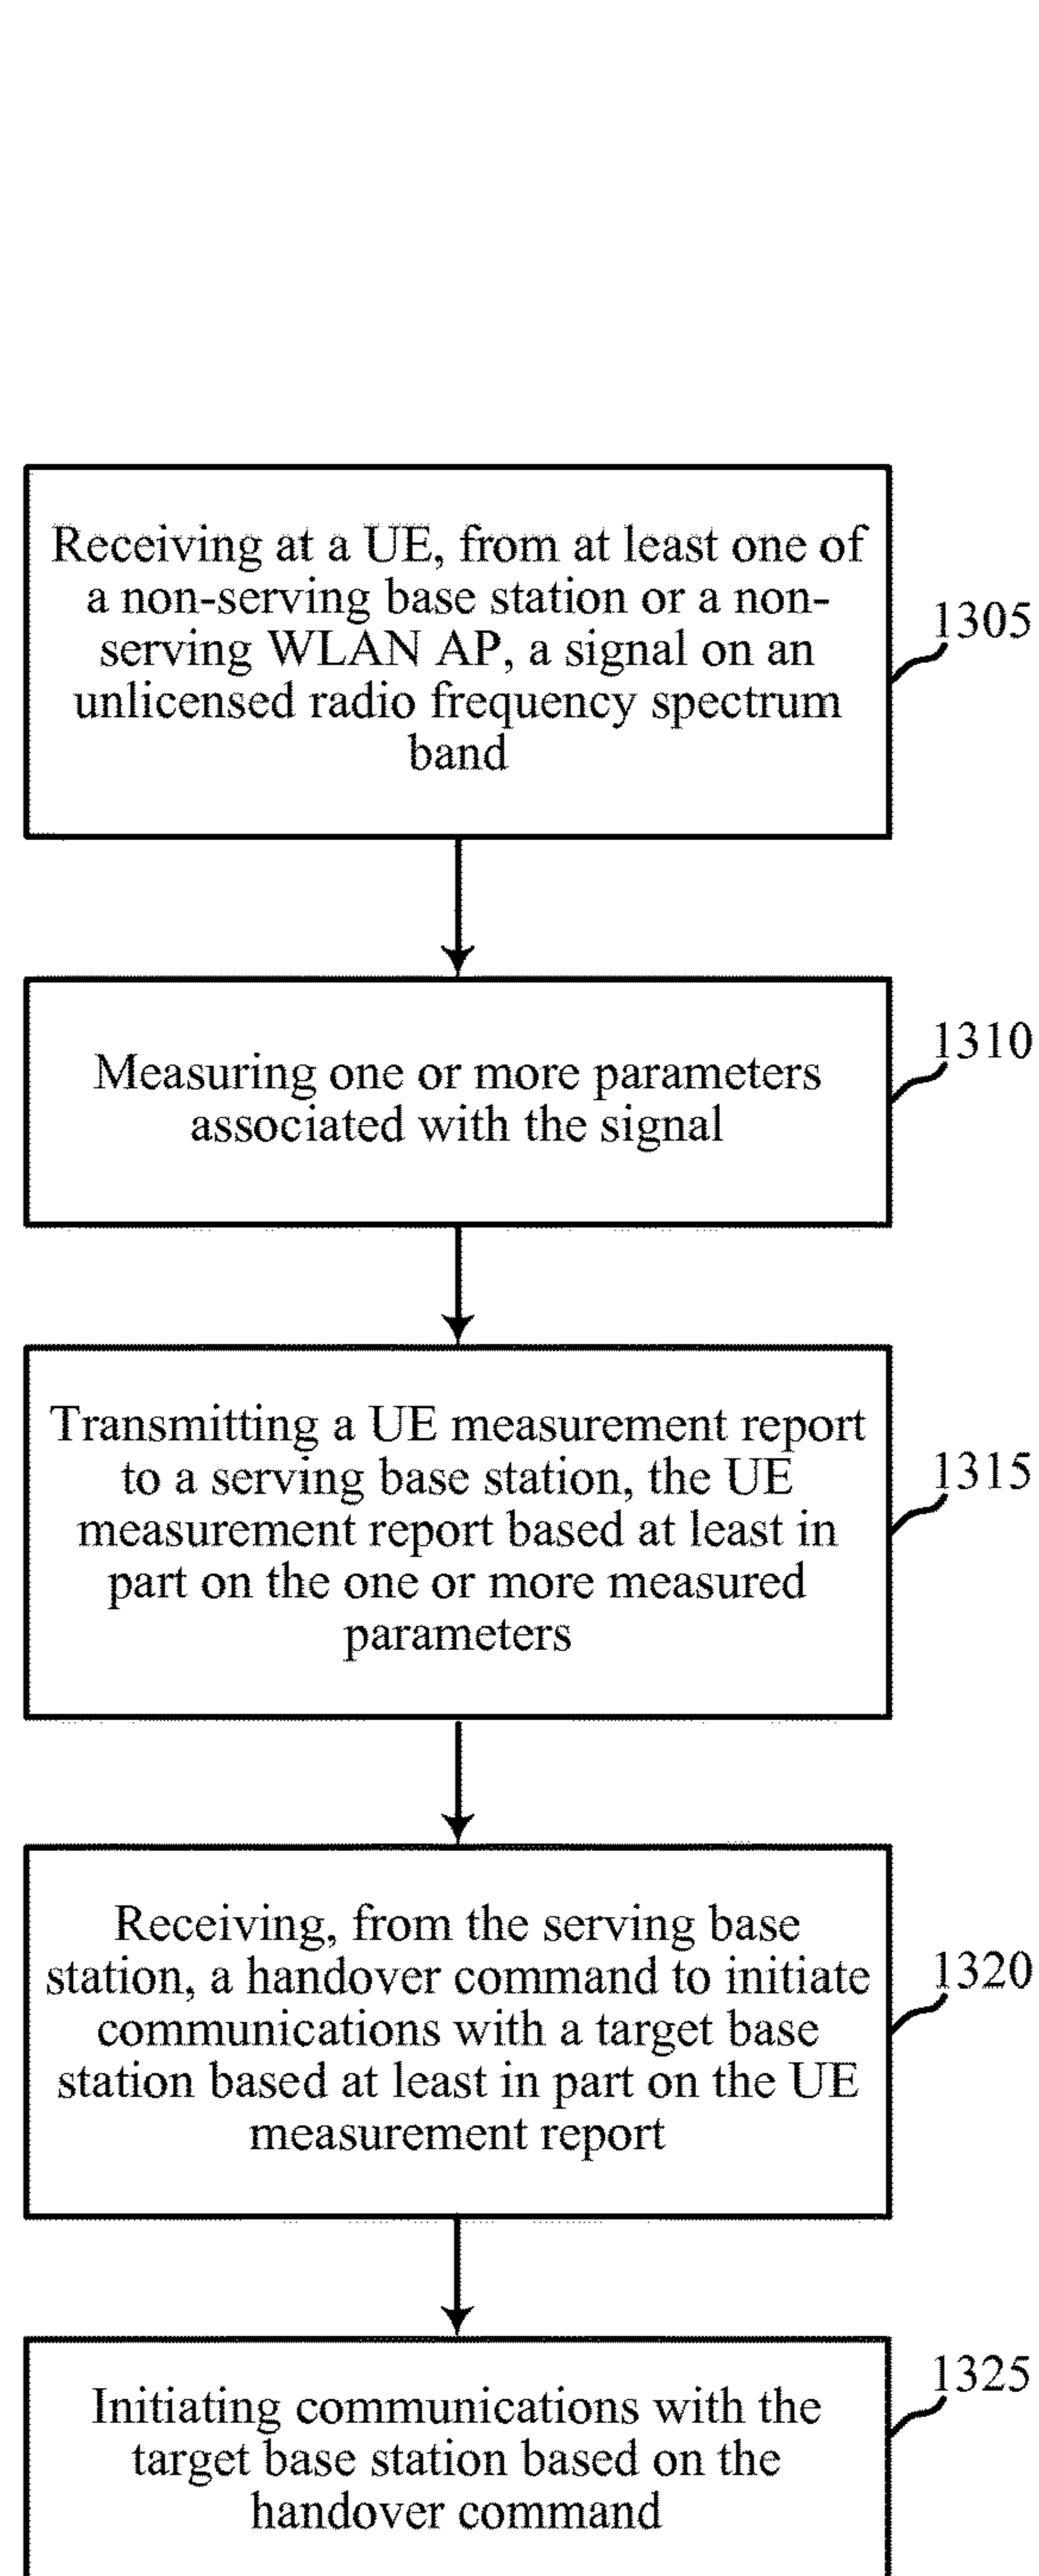 Receiving at a UE, from at least one of
a non-serving base station or a non-
serving WLAN AP, a signal on an
unlicensed radio frequency spectrum
band
1305
Measuring one or more parameters
associated with the signal
1310
Transmitting a UE measurement report
to a serving base station, the UE
measurement report based at least in
part on the one or more measured
parameters
1315
Receiving, from the serving base
station, a handover command to initiate
communications with a target base
station based at least in part on the UE
measurement report
1320
Initiating communications with the
target base station based on the
handover command
1325